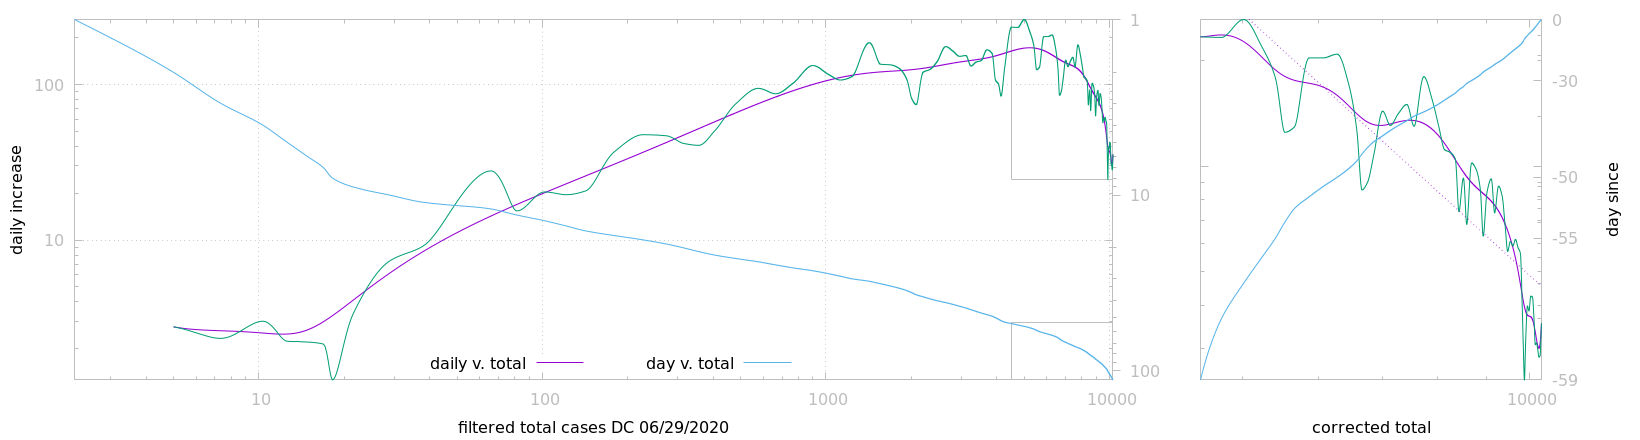 daily increase
100
10
daily v. total
day v. total
10
100
1000
10000
filtered total cases DC 06/29/2020
1
10
100
0
-30
-50
-55
-59
day since
10000
corrected total